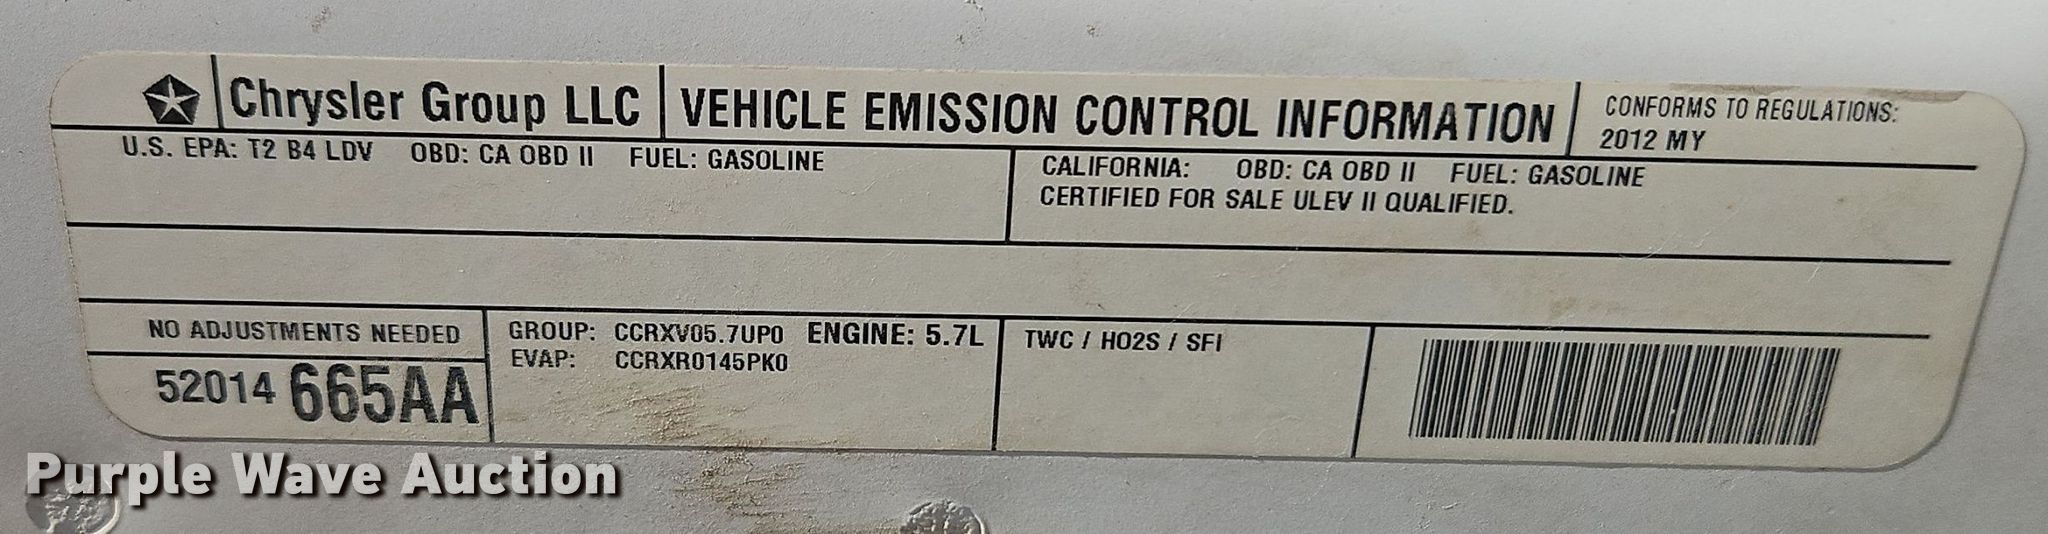 Chrysler Group LLC
VEHICLE EMISSION CONTROL INFORMATION
CONFORMS TO REGULATIONS:
2012 MY
U.S. EPA: T2 B4 LDV OBD: CA OBD II FUEL: GASOLINE
CALIFORNIA: OBD: CA OBD II FUEL: GASOLINE
CERTIFIED FOR SALE ULEV II QUALIFIED.
NO ADJUSTMENTS NEEDED
52014 665AA
GROUP: CCRXV05.7UP0 ENGINE: 5.7L
EVAP: CCRXR0145PK0
TWC / HO2S / SFI
Purple Wave Auction